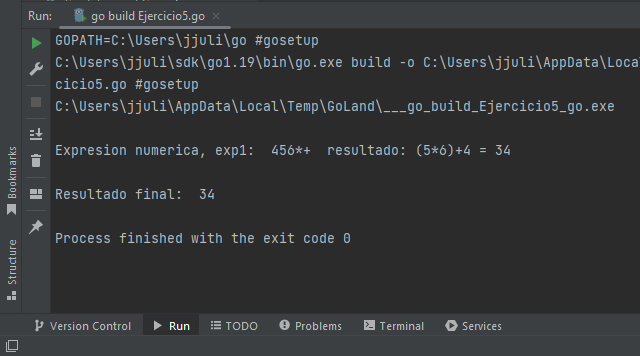 Run: go build Ejercicio5.go
GOPATH=C:\Users\jjuli\go #gosetup
C:\Users\jjuli\sdk\go1.19\bin\go.exe build -o C:\Users\jjuli\AppData\Loca
cicio5.go #gosetup
C:\Users\jjuli\AppData\Local\Temp\GoLand\___go_build_Ejercicio5_go.exe
Expresion numerica, exp1:  456*+  resultado: (5*6)+4 = 34
Resultado final:  34
Process finished with the exit code 0
Bookmarks
Structure
Version Control Run TODO Problems Terminal Services